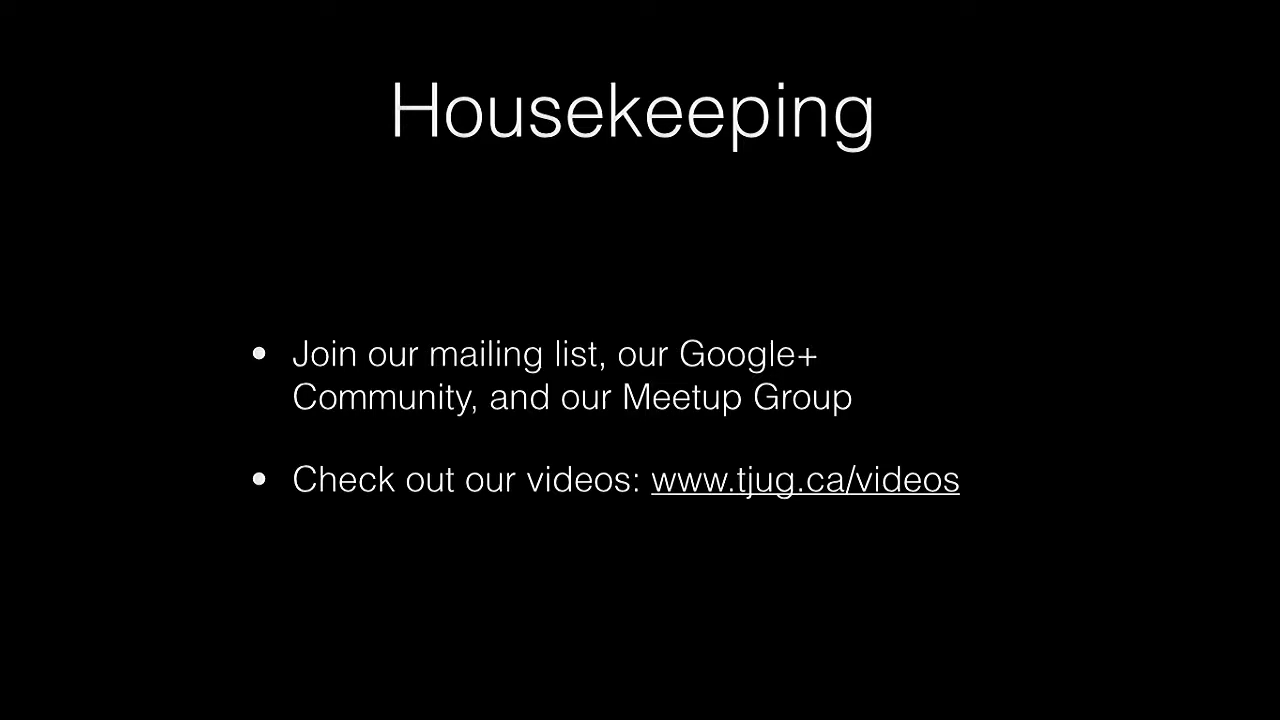 Housekeeping
• Join our mailing list, our Google+
Community, and our Meetup Group
• Check out our videos: www.tjug.ca/videos